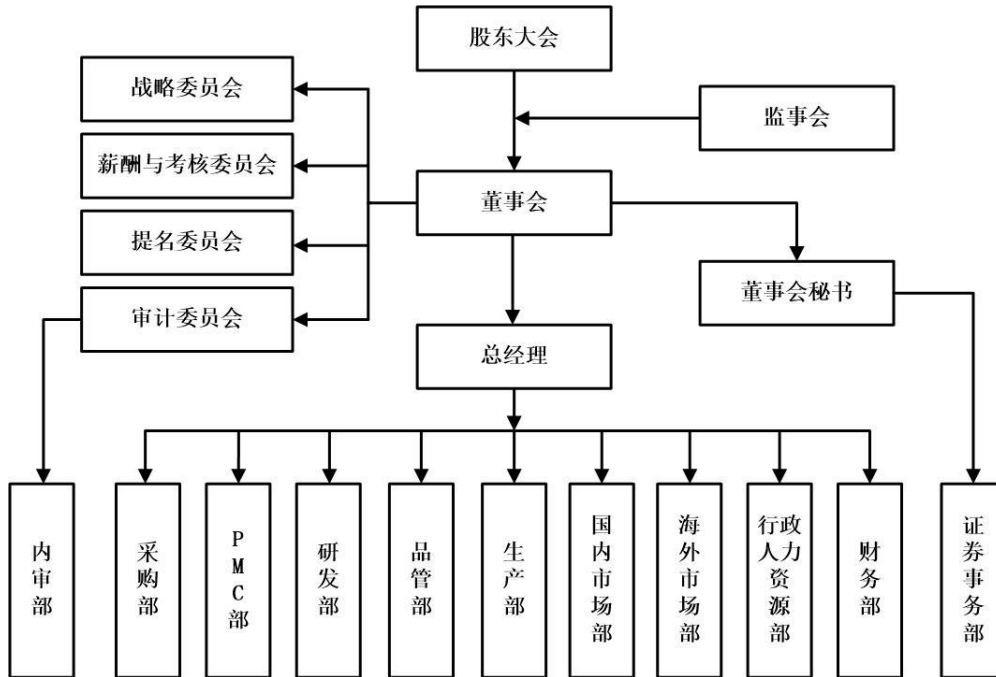 股东大会
战略委员会
监事会
薪酬与考核委员会
董事会
提名委员会
董事会秘书
审计委员会
总经理
内审部
采购部
PMC部
研发部
品管部
生产部
国内市场部
海外市场部
行政人力资源部
财务部
证券事务部